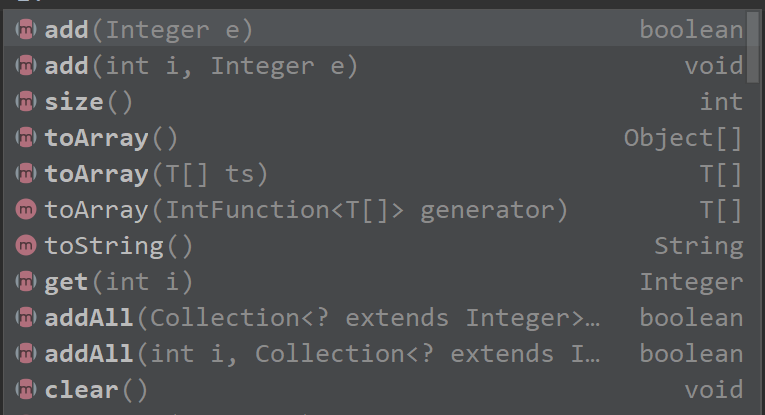 add(Integer e) boolean
add(int i, Integer e) void
size() int
toArray() Object[]
toArray(T[] ts) T[]
toArray(IntFunction<T[]> generator) T[]
toString() String
get(int i) Integer
addAll(Collection<? extends Integer>… boolean
addAll(int i, Collection<? extends I… boolean
clear() void